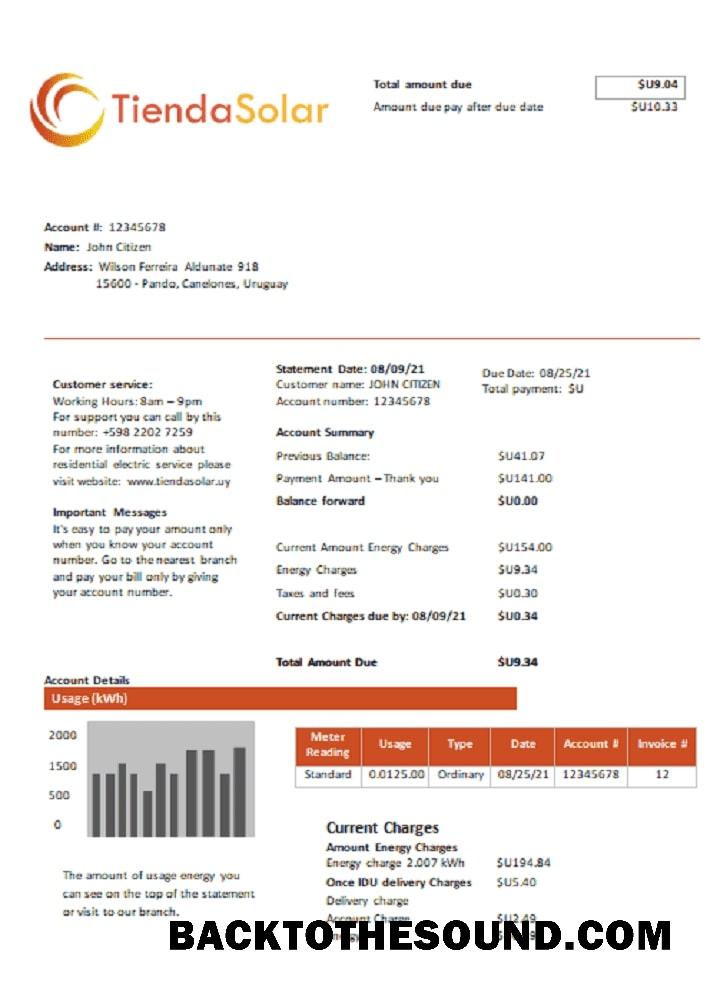 TiendaSolar
Total amount due $U9.04
Amount due pay after due date $U10.33
Account #: 12345678
Name: John Citizen
Address: Wilson Ferreira Aldunate 918
15600 - Pando, Canelones, Uruguay
Customer service:
Working Hours: 8am – 9pm
For support you can call by this
number: +598 2202 7259
For more information about
residential electric service please
visit website: www.tiendasolar.uy
Important Messages
It's easy to pay your amount only
when you know your account
number. Go to the nearest branch
and pay your bill only by giving
your account number.
Statement Date: 08/09/21
Customer name: JOHN CITIZEN
Account number: 12345678
Due Date: 08/25/21
Total payment: $U
Account Summary
Previous Balance: $U41.07
Payment Amount – Thank you $U141.00
Balance forward $U0.00
Current Amount Energy Charges $U154.00
Energy Charges $U9.34
Taxes and fees $U0.30
Current Charges due by: 08/09/21 $U0.34
Total Amount Due $U9.34
Account Details
Usage (kWh)
2000
1500
500
0
The amount of usage energy you
can see on the top of the statement
or visit to our branch.
Meter Reading Usage Type Date Account # Invoice #
Standard 0.0125.00 Ordinary 08/25/21 12345678 12
Current Charges
Amount Energy Charges
Energy charge 2.007 kWh $U194.84
Once IDU delivery Charges $U5.40
Delivery charge
Account Charge $U2.49
BACKTOTHESOUND.COM